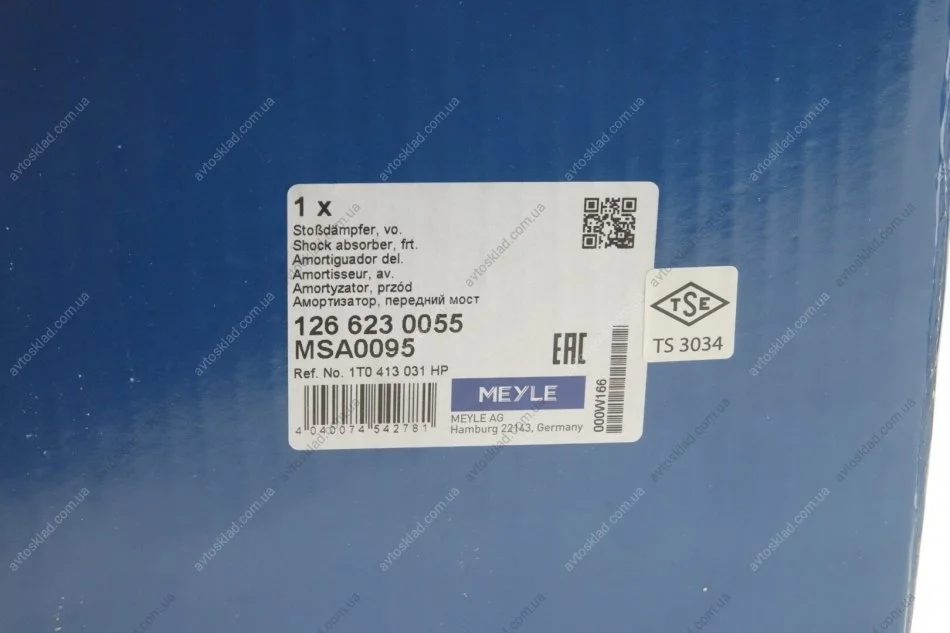 1 x
Stoßdämpfer, vo.
Shock absorber, frt.
Amortiguador del.
Amortisseur, av.
Amortyzator, przód
Амортизатор, передний мост
126 623 0055
MSA0095
Ref. No. 1T0 413 031 HP
4 040074 542781
EAC
MEYLE
MEYLE AG
Hamburg 22143, Germany
000W166
TSE
TS 3034
avtosklad.com.ua